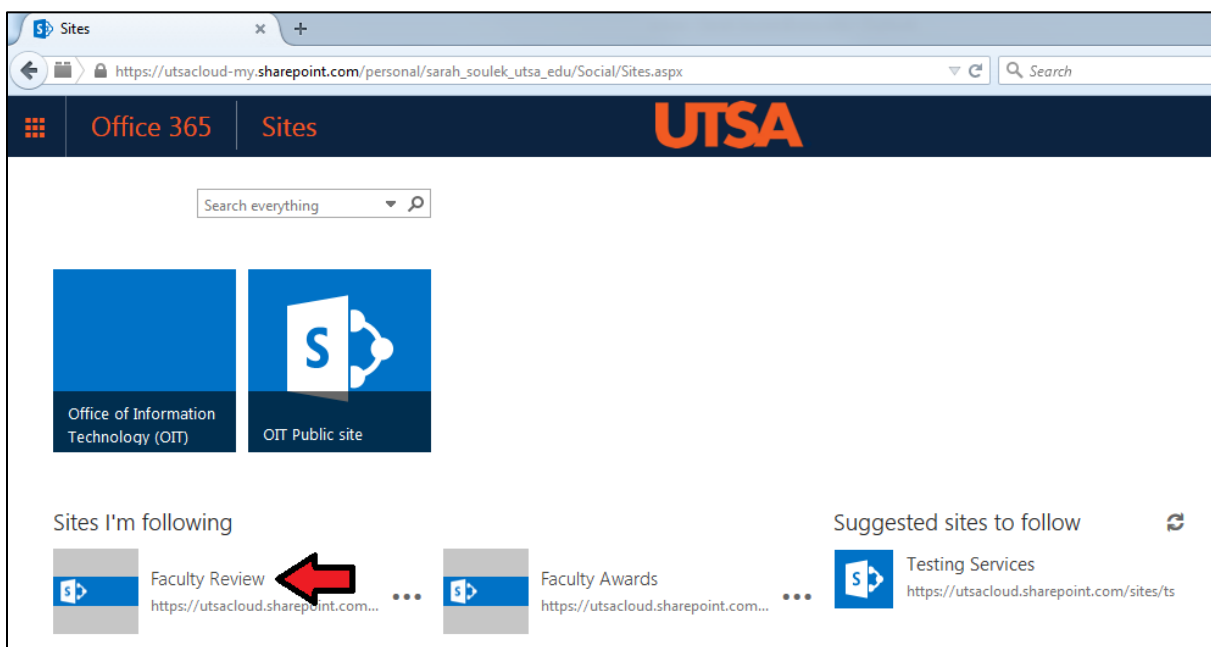 Sites
https://utsacloud-my.sharepoint.com/personal/sarah_soulek_utsa_edu/Social/Sites.aspx
Search
Office 365
Sites
UTSA
Search everything
S
Office of Information
Technology (OIT)
OIT Public site
Sites I'm following
Suggested sites to follow
Faculty Review
https://utsacloud.sharepoint.com...
Faculty Awards
https://utsacloud.sharepoint.com...
Testing Services
https://utsacloud.sharepoint.com/sites/ts